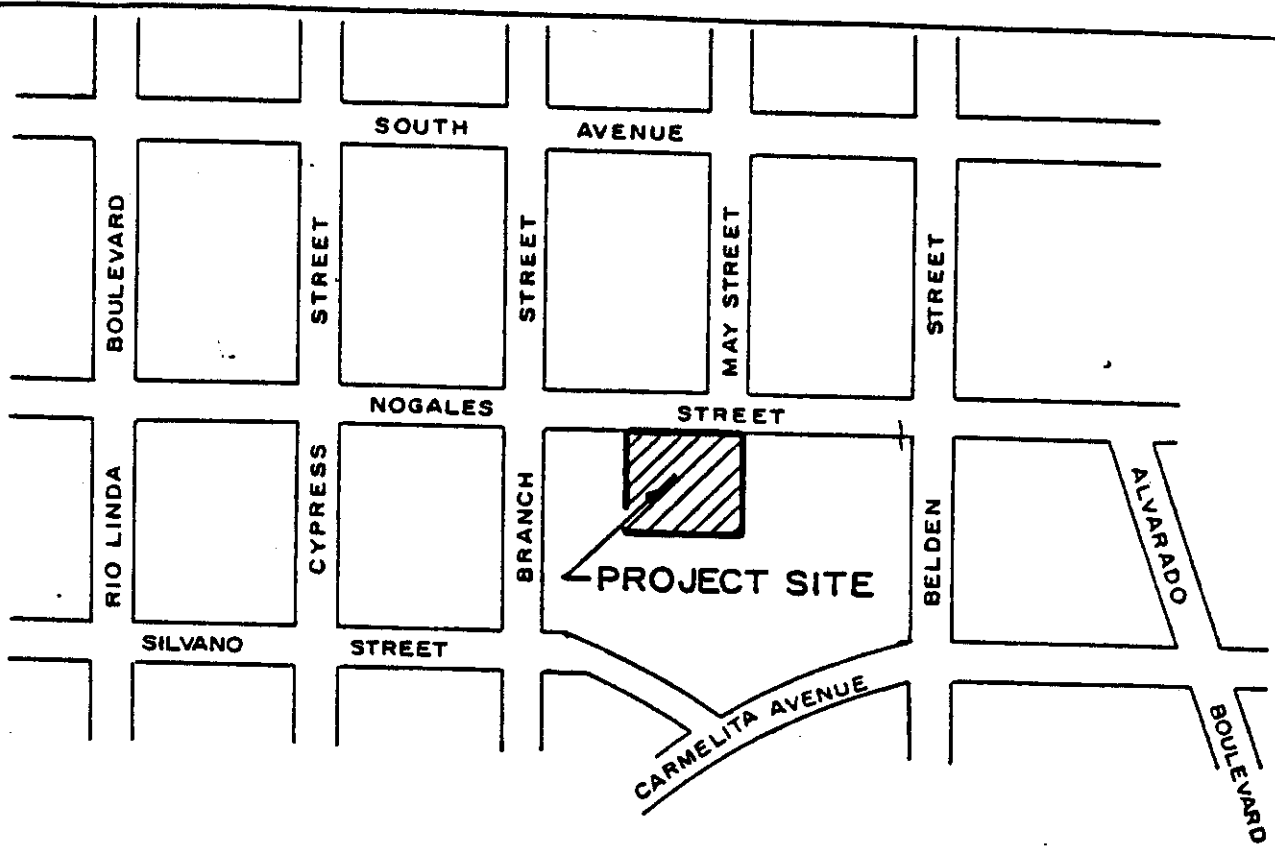 SOUTH AVENUE
BOULEVARD
STREET
STREET
MAY STREET
STREET
NOGALES STREET
RIO LINDA
CYPRESS
BRANCH
PROJECT SITE
BELDEN
ALVARADO
SILVANO STREET
CARMELITA AVENUE
BOULEVARD